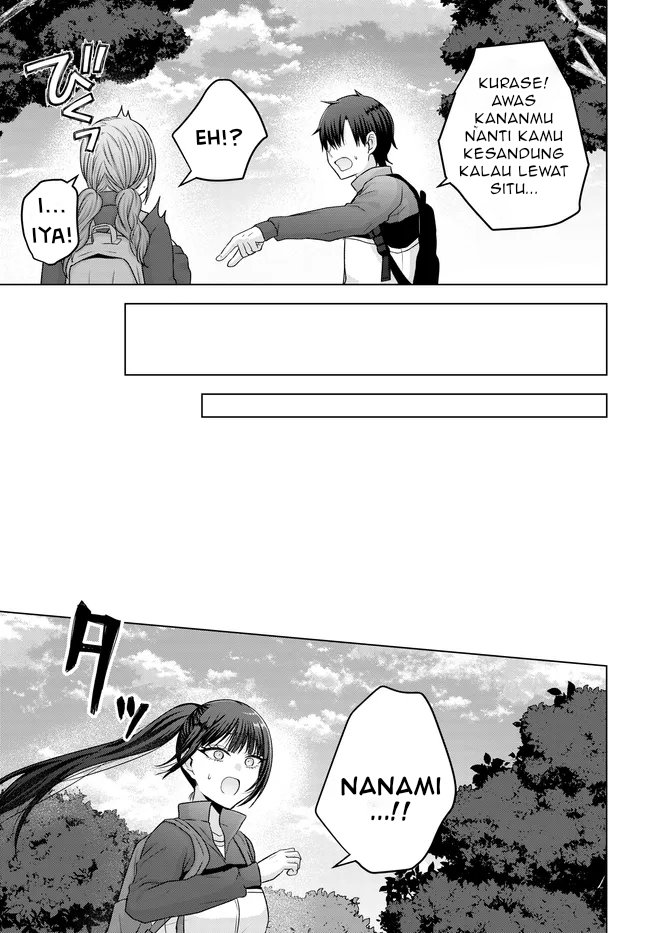 KURASE!
AWAS
KANANMU
NANTI KAMU
KESANDUNG
KALAU LEWAT
SITU...
EH!?
びくっ
I...
IYA!
NANAMI
...!!
タッ